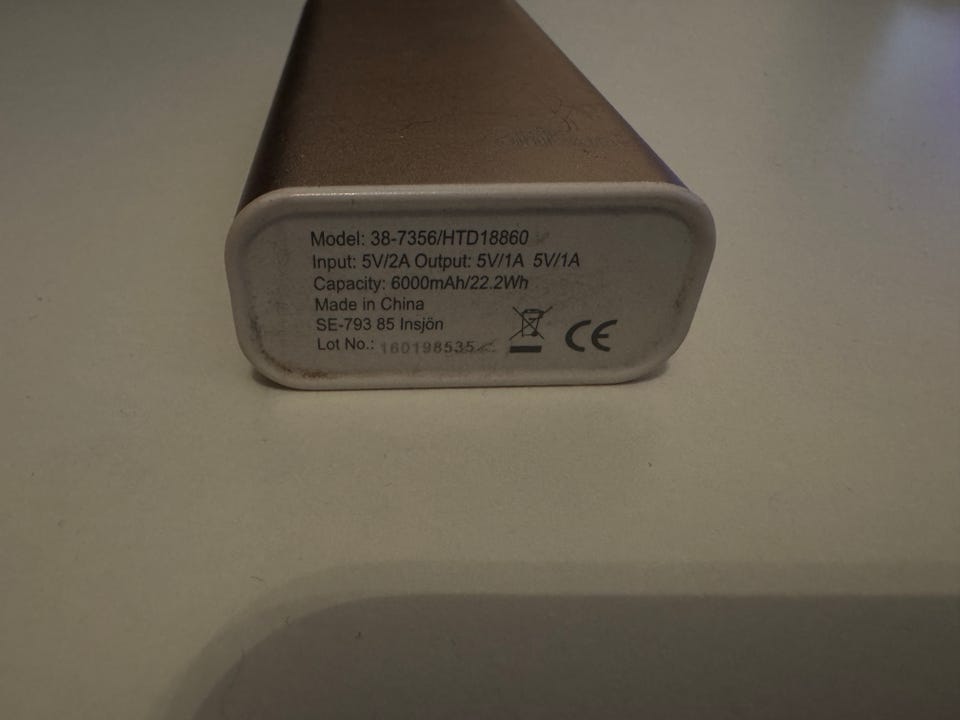 Model: 38-7356/HTD18860
Input: 5V/2A Output: 5V/1A 5V/1A
Capacity: 6000mAh/22.2Wh
Made in China
SE-793 85 Insjön
Lot No.: 160198535
CE